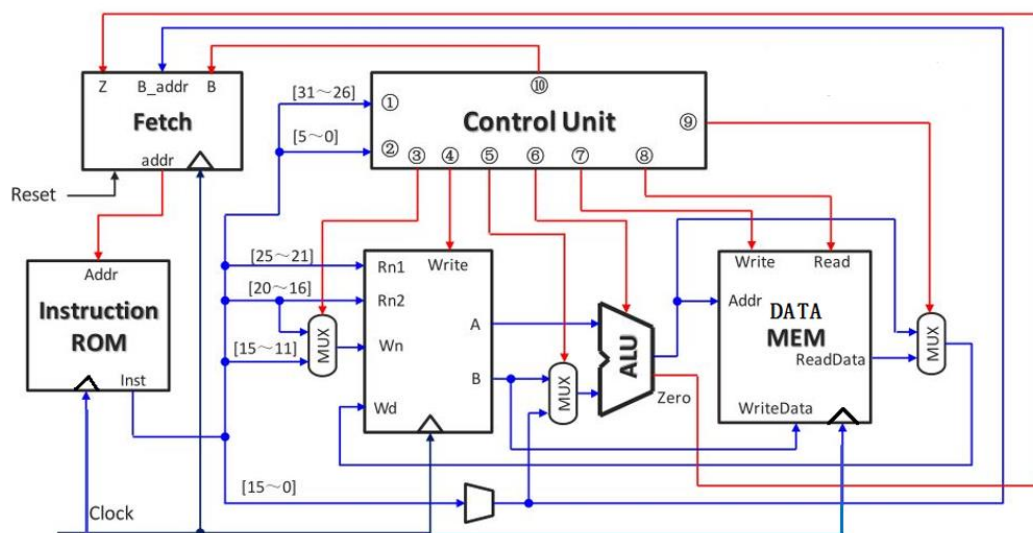 Z B_addr B
Fetch
addr
Reset
Addr
Instruction
ROM
Inst
Clock
[31～26]
[5～0]
① ② ③ ④ ⑤ ⑥ ⑦ ⑧ ⑨ ⑩
Control Unit
[25～21]
[20～16]
[15～11]
[15～0]
MUX
Rn1
Write
Rn2
Wn
Wd
A
B
MUX
ALU
Zero
Write Read
Addr
DATA
MEM
ReadData
WriteData
MUX